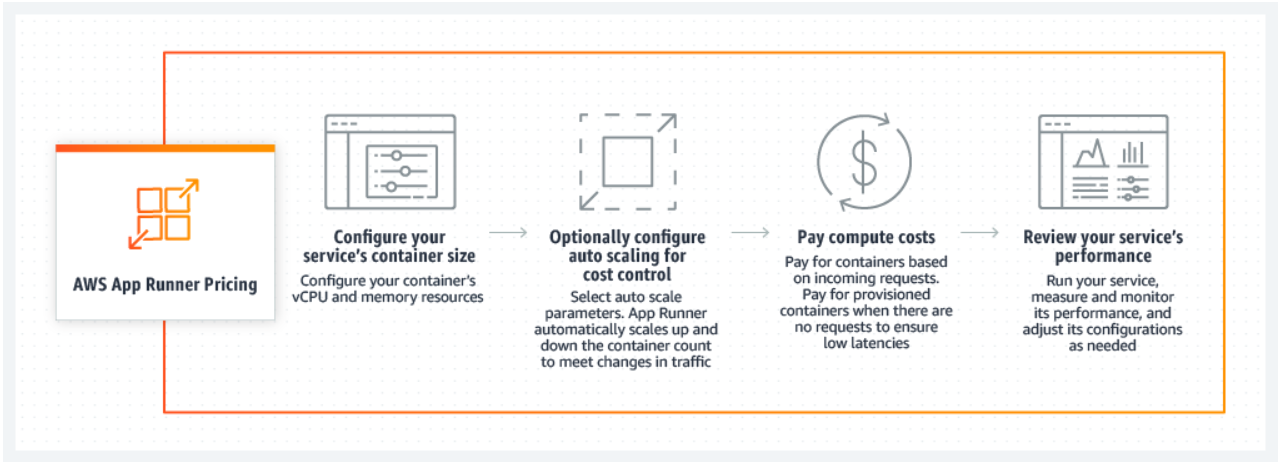 AWS App Runner Pricing
Configure your
service's container size
Configure your container's
vCPU and memory resources
Optionally configure
auto scaling for
cost control
Select auto scale
parameters. App Runner
automatically scales up and
down the container count
to meet changes in traffic
Pay compute costs
Pay for containers based
on incoming requests.
Pay for provisioned
containers when there are
no requests to ensure
low latencies
Review your service's
performance
Run your service,
measure and monitor
its performance, and
adjust its configurations
as needed